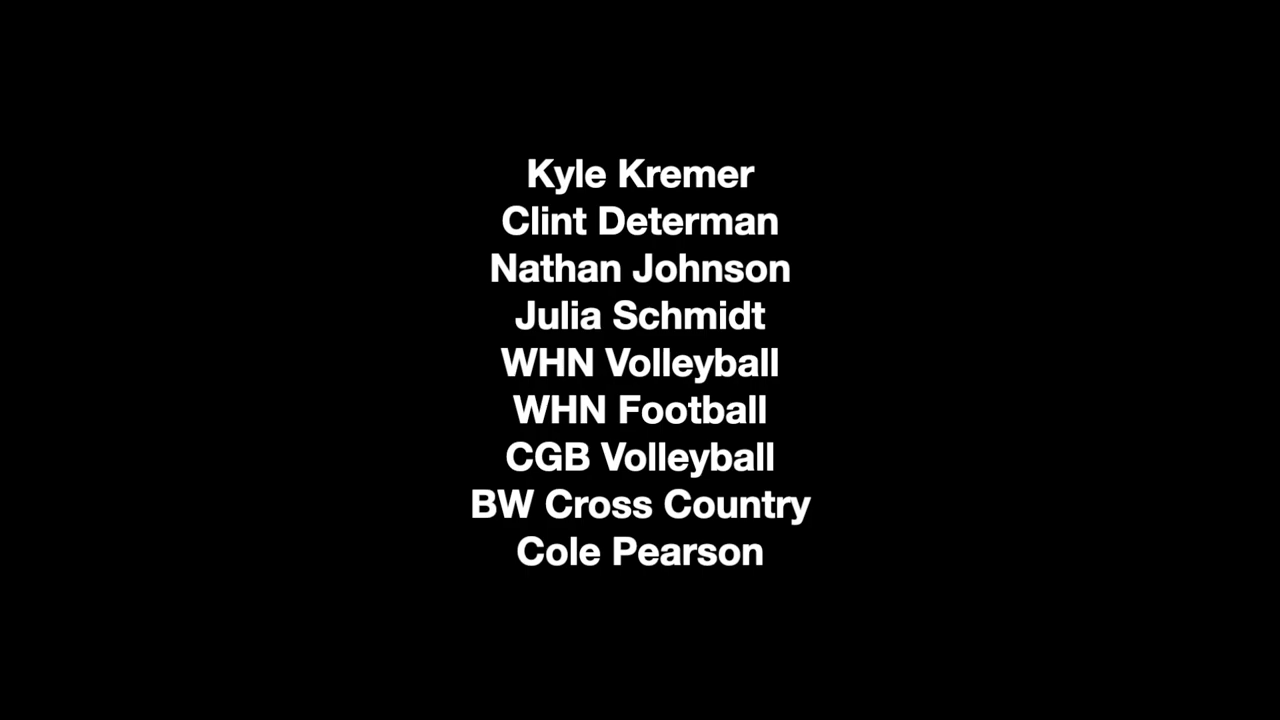 Kyle Kremer
Clint Determan
Nathan Johnson
Julia Schmidt
WHN Volleyball
WHN Football
CGB Volleyball
BW Cross Country
Cole Pearson